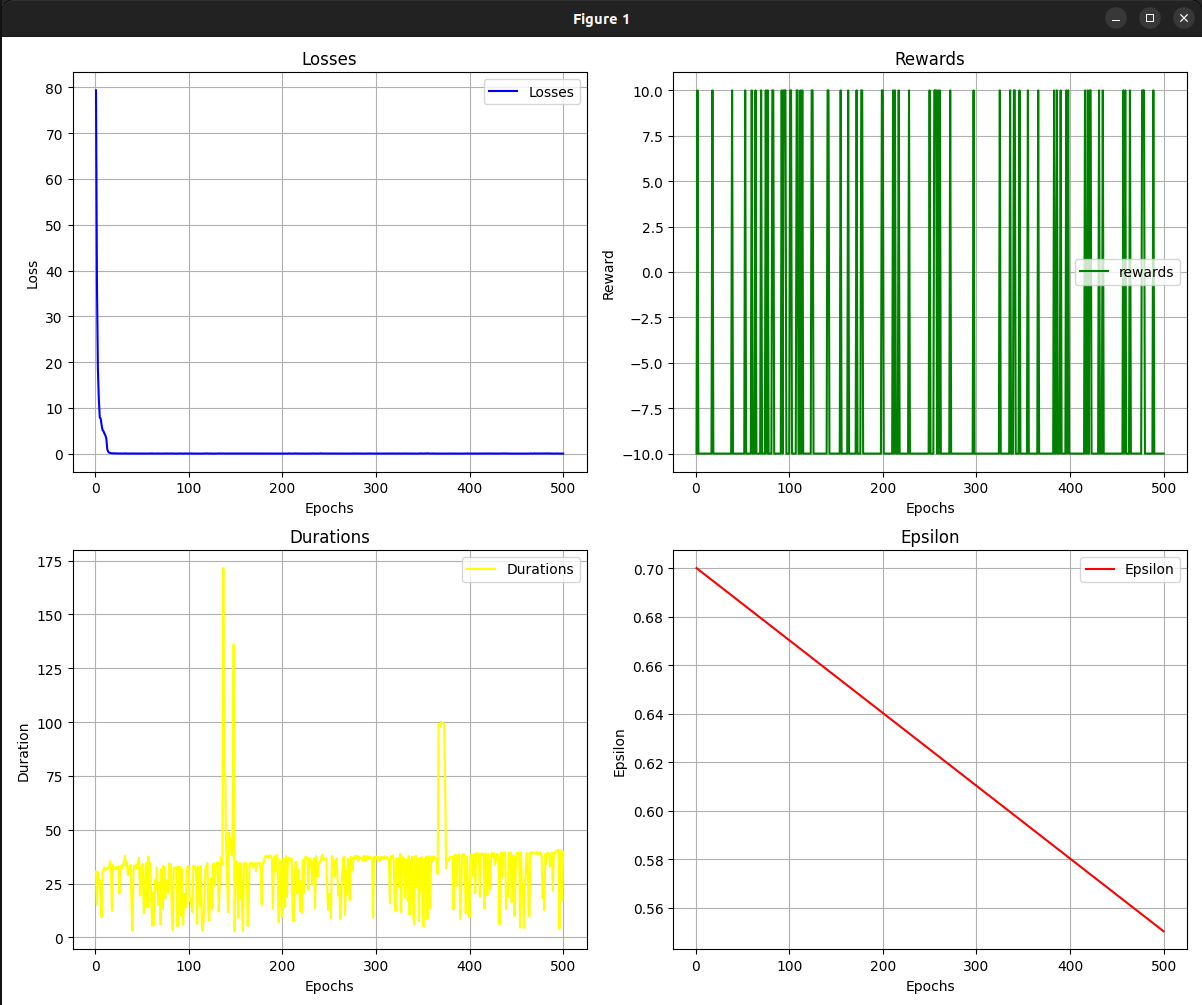 Figure 1
Losses
Losses
80
70
60
50
40
30
20
10
0
Loss
0 100 200 300 400 500
Epochs
Rewards
rewards
10.0
7.5
5.0
2.5
0.0
−2.5
−5.0
−7.5
−10.0
Reward
0 100 200 300 400 500
Epochs
Durations
Durations
175
150
125
100
75
50
25
0
Duration
0 100 200 300 400 500
Epochs
Epsilon
Epsilon
0.70
0.68
0.66
0.64
0.62
0.60
0.58
0.56
Epsilon
0 100 200 300 400 500
Epochs